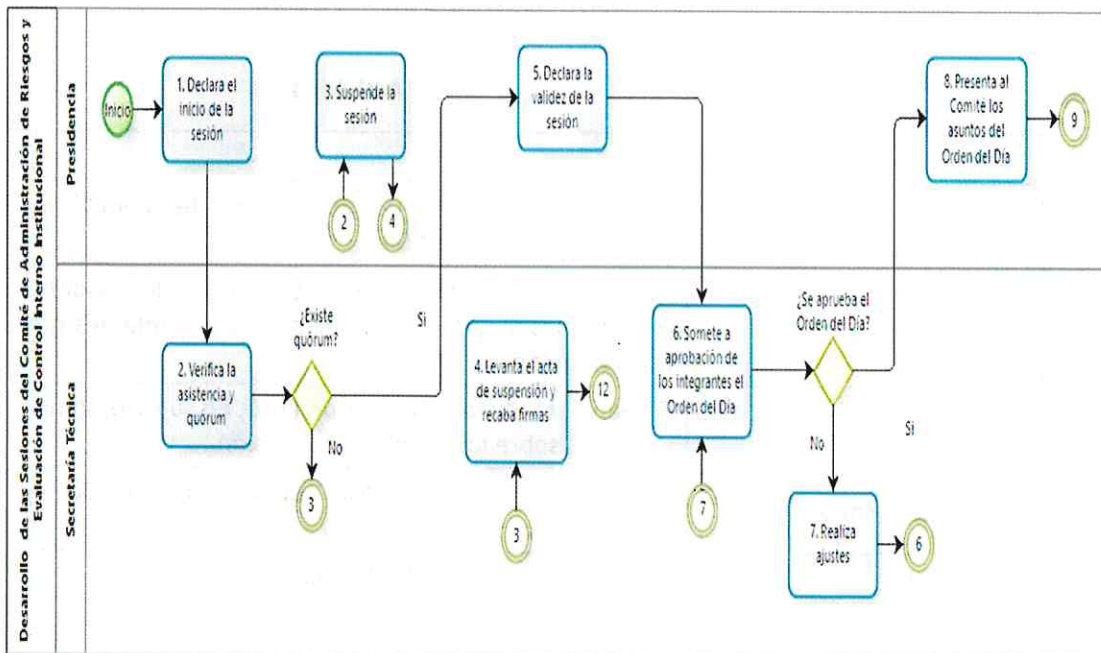 Desarrollo de las Sesiones del Comité de Administración de Riesgos y
Evaluación de Control Interno Institucional
Presidencia
Inicio
1. Declara el
inicio de la
sesión
3. Suspende la
sesión
2
4
5. Declara la
validez de la
sesión
8. Presenta al
Comité los
asuntos del
Orden del Día
9
Secretaría Técnica
2. Verifica la
asistencia y
quórum
¿Existe
quórum?
Si
No
3
4. Levanta el acta
de suspensión y
recaba firmas
12
3
6. Somete a
aprobación de
los integrantes el
Orden del Día
7
¿Se aprueba el
Orden del Día?
No
Si
7. Realiza
ajustes
6